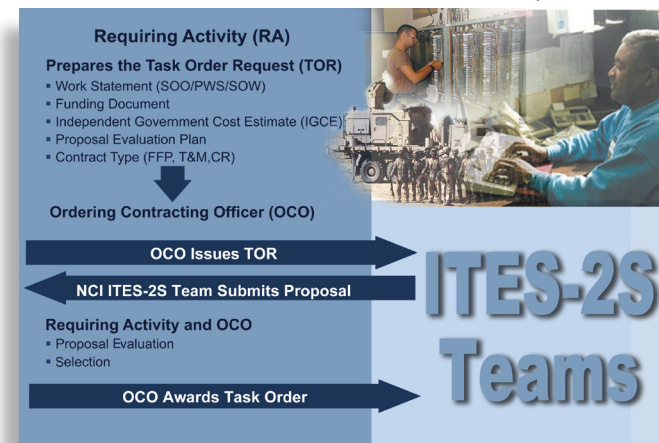 Requiring Activity (RA)
Prepares the Task Order Request (TOR)
▪ Work Statement (SOO/PWS/SOW)
▪ Funding Document
▪ Independent Government Cost Estimate (IGCE)
▪ Proposal Evaluation Plan
▪ Contract Type (FFP, T&M,CR)
Ordering Contracting Officer (OCO)
OCO Issues TOR
NCI ITES-2S Team Submits Proposal
Requiring Activity and OCO
▪ Proposal Evaluation
▪ Selection
OCO Awards Task Order
ITES-2S
Teams